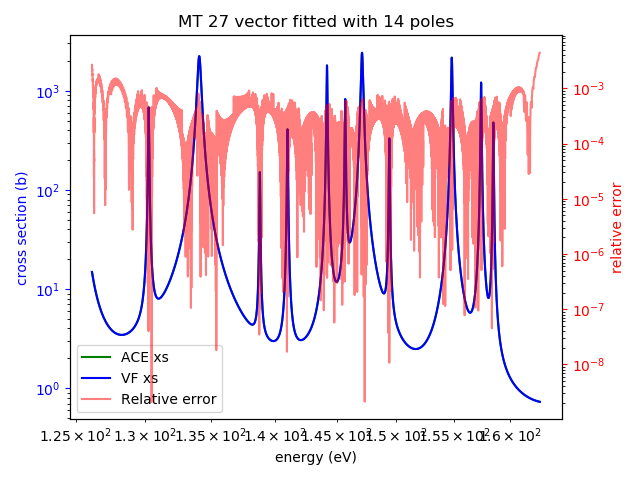 MT 27 vector fitted with 14 poles
cross section (b)
10³
10²
10¹
10⁰
ACE xs
VF xs
Relative error
10⁻³
10⁻⁴
10⁻⁵
10⁻⁶
10⁻⁷
10⁻⁸
relative error
1.25 × 10² 1.3 × 10² 1.35 × 10² 1.4 × 10² 1.45 × 10² 1.5 × 10² 1.55 × 10² 1.6 × 10²
energy (eV)